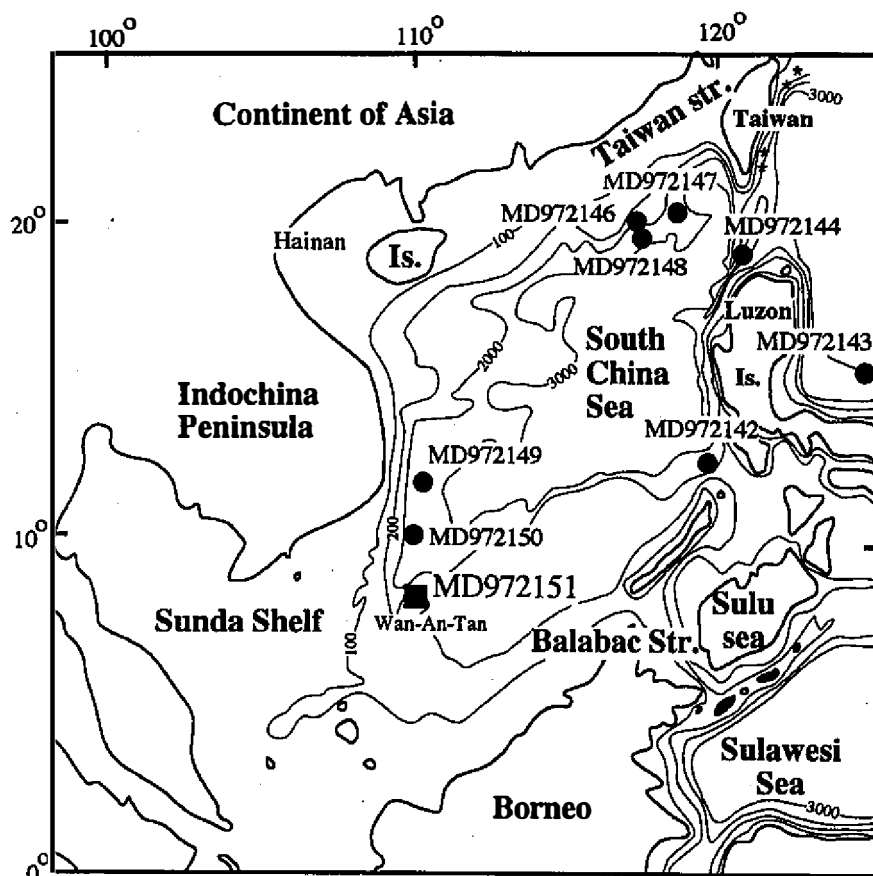 100° 110° 120°
Continent of Asia
Taiwan str.
Taiwan
3000
MD972147
20°
MD972146
MD972144
Hainan
Is.
100
MD972148
Luzon
South
China
Sea
MD972143
2000
3000
Is.
Indochina
Peninsula
MD972142
MD972149
200
10°
MD972150
MD972151
Sunda Shelf
Wan-An-Tan
100
Balabac Str.
Sulu
sea
Sulawesi
Sea
Borneo
3000
0°